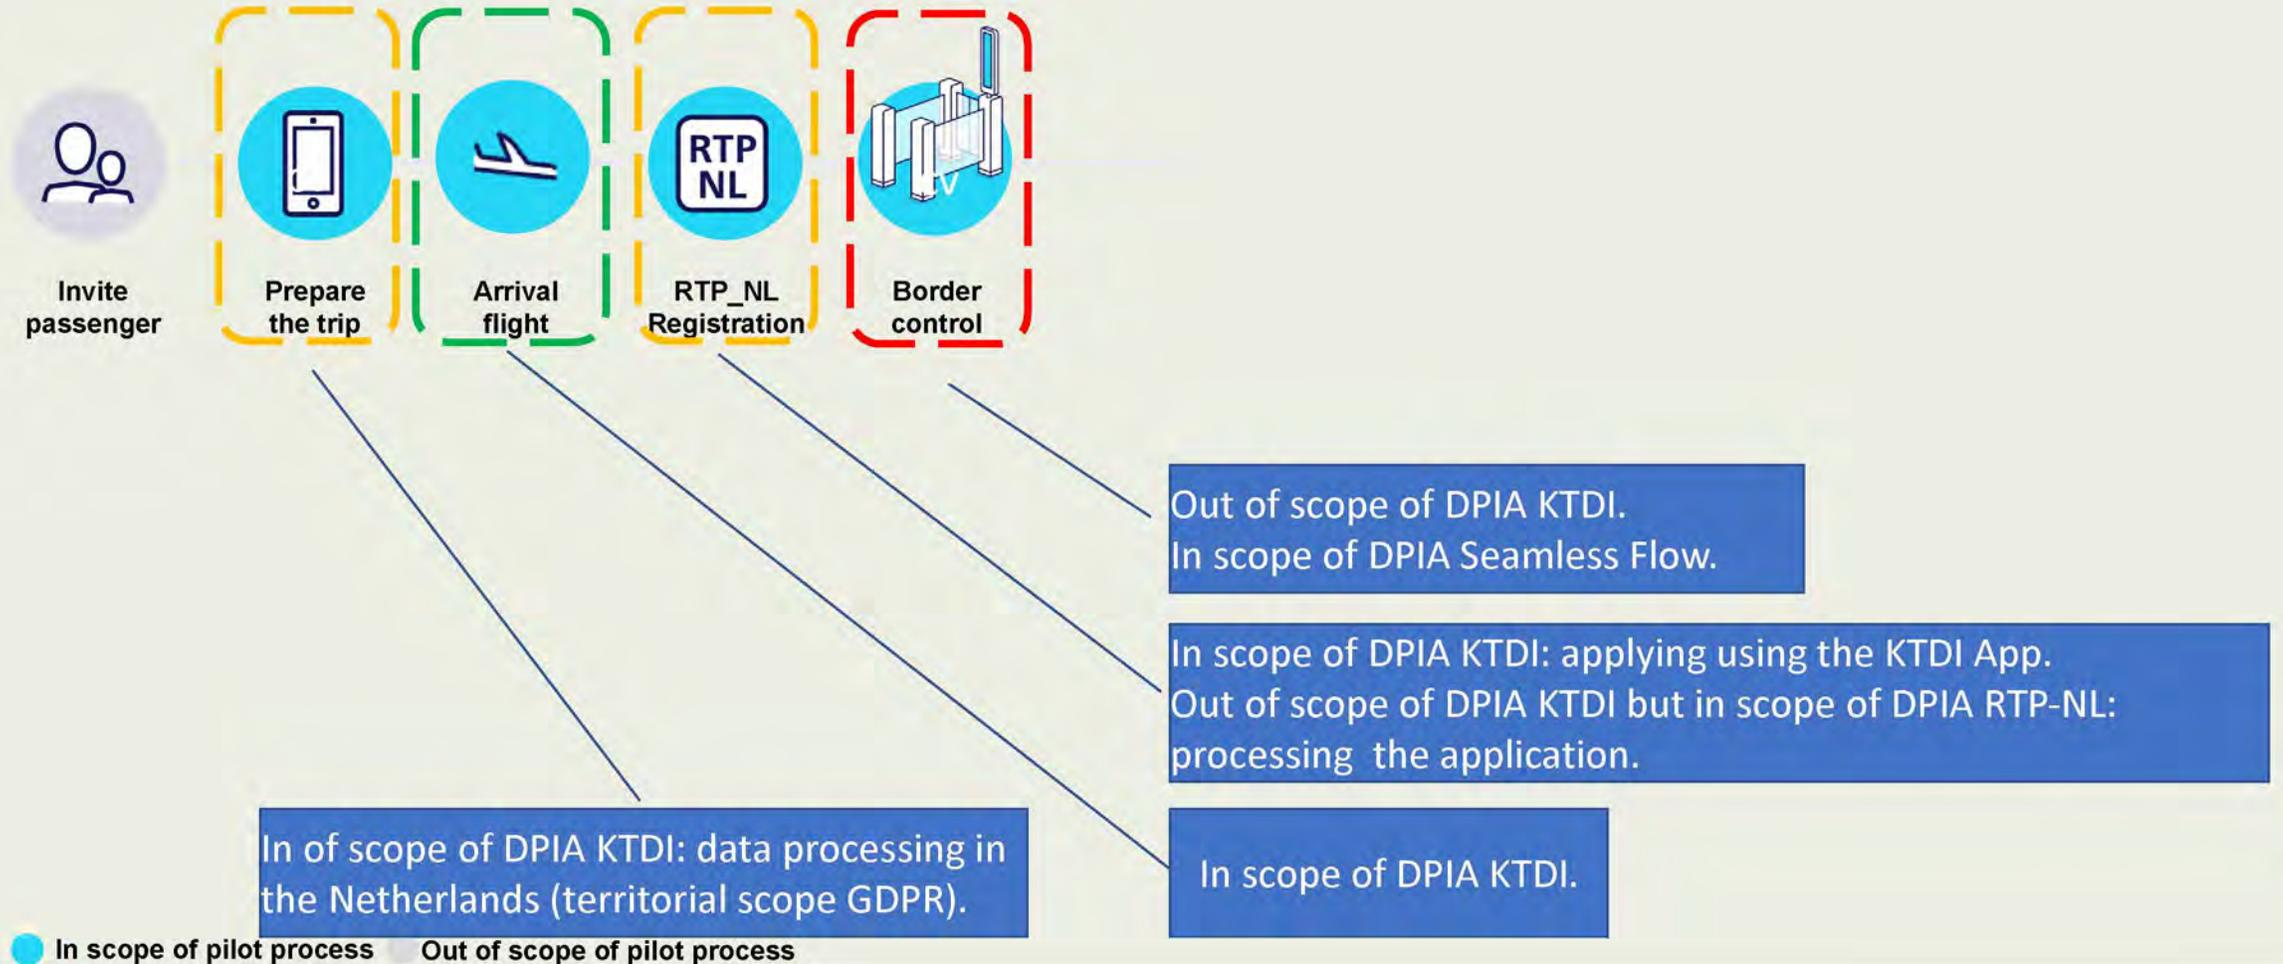 RTP
NL
Invite
passenger
Prepare
the trip
Arrival
flight
RTP_NL
Registration
Border
control
Out of scope of DPIA KTDI.
In scope of DPIA Seamless Flow.
In scope of DPIA KTDI: applying using the KTDI App.
Out of scope of DPIA KTDI but in scope of DPIA RTP-NL:
processing the application.
In of scope of DPIA KTDI: data processing in
the Netherlands (territorial scope GDPR).
In scope of DPIA KTDI.
In scope of pilot process
Out of scope of pilot process